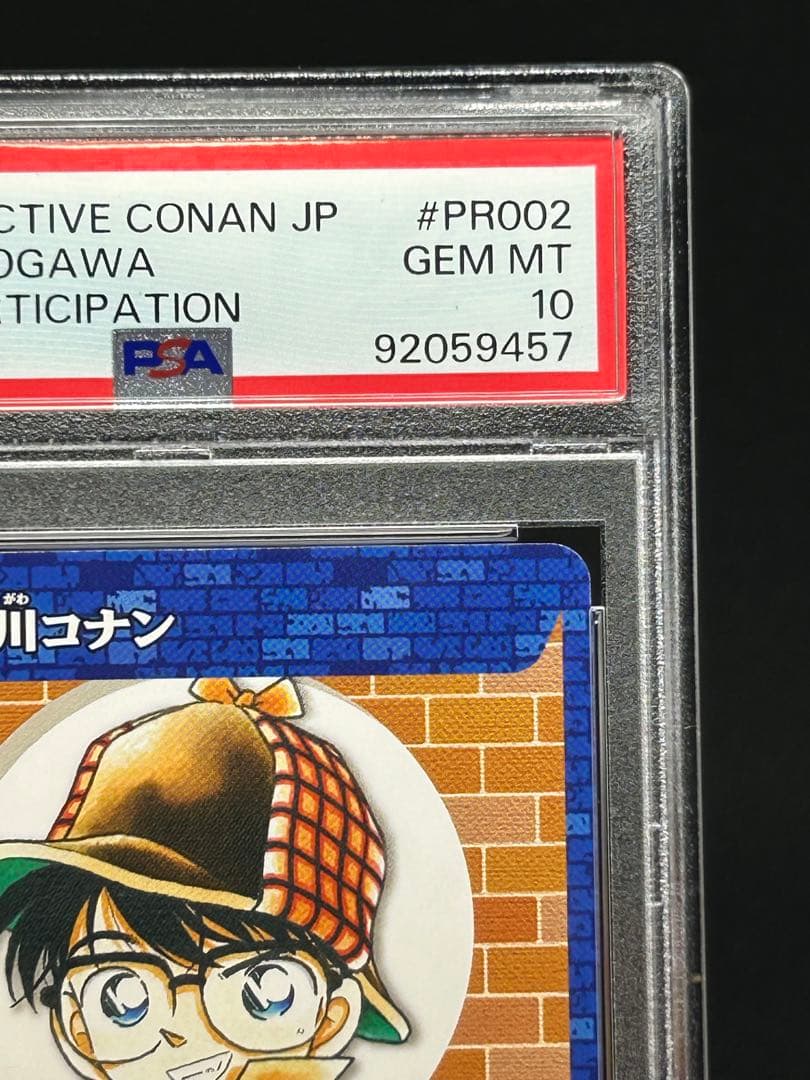 CTIVE CONAN JP #PR002
OGAWA GEM MT
TICIPATION 10
PSA
92059457
がわ
川コナン